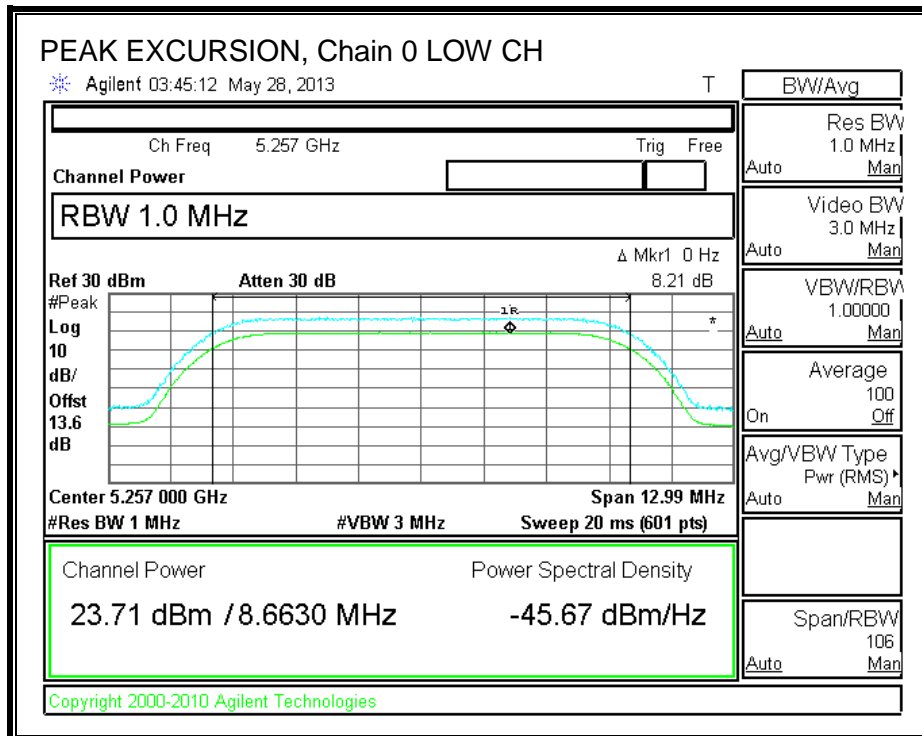 PEAK EXCURSION, Chain 0 LOW CH
Agilent 03:45:12 May 28, 2013 T
BW/Avg
Ch Freq 5.257 GHz Trig Free
Channel Power
RBW 1.0 MHz
Δ Mkr1 0 Hz
Ref 30 dBm Atten 30 dB 8.21 dB
#Peak
Log
10
dB/
Offst
13.6
dB
1R
*
Center 5.257 000 GHz Span 12.99 MHz
#Res BW 1 MHz #VBW 3 MHz Sweep 20 ms (601 pts)
Channel Power Power Spectral Density
23.71 dBm / 8.6630 MHz -45.67 dBm/Hz
Copyright 2000-2010 Agilent Technologies
Res BW
1.0 MHz
Auto Man
Video BW
3.0 MHz
Auto Man
VBW/RBW
1.00000
Auto Man
Average
100
On Off
Avg/VBW Type
Pwr (RMS)
Auto Man
Span/RBW
106
Auto Man